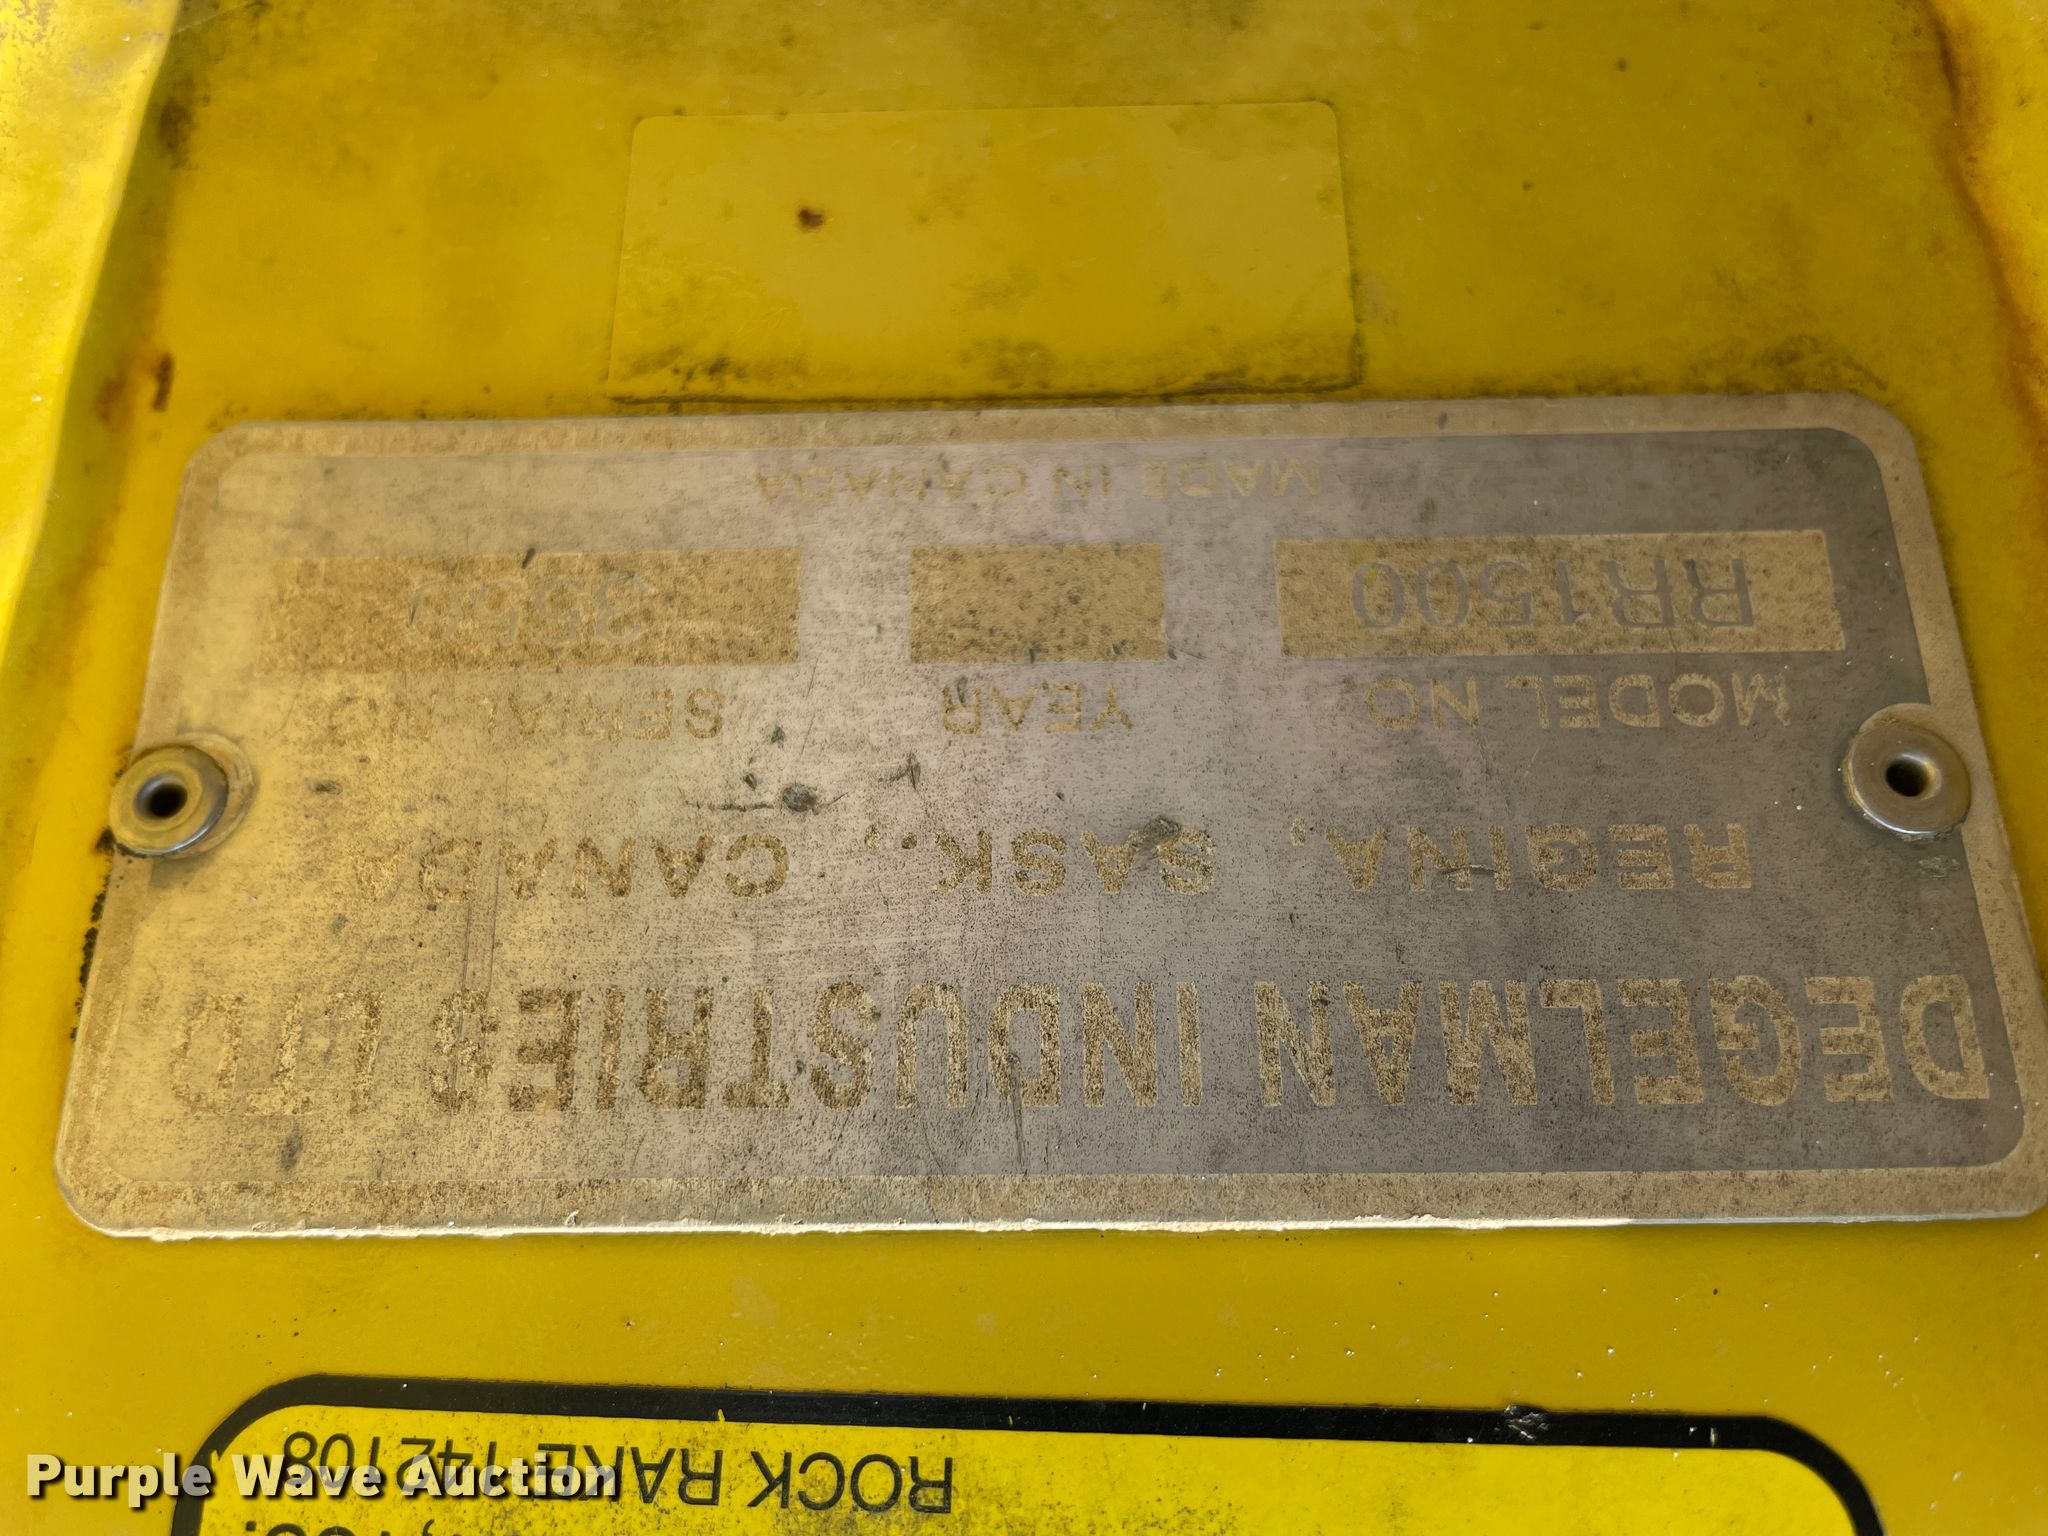 ROCK RAKE 142108
DEGELMAN INDUSTRIES LTD.
REGINA, SASK., CANADA
MODEL NO. YEAR SERIAL NO.
RR1500
MADE IN CANADA
Purple Wave Auction